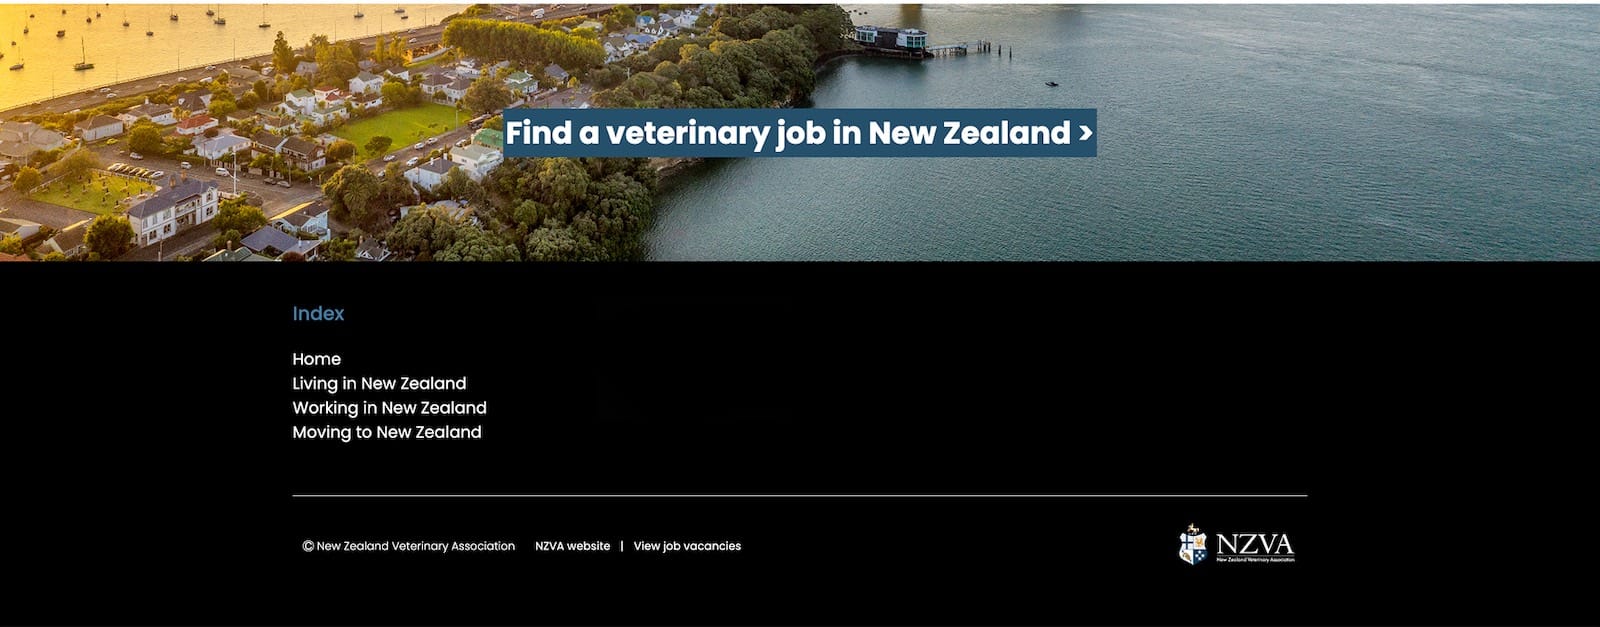 Find a veterinary job in New Zealand >
Index
Home
Living in New Zealand
Working in New Zealand
Moving to New Zealand
© New Zealand Veterinary Association NZVA website | View job vacancies
NZVA
New Zealand Veterinary Association